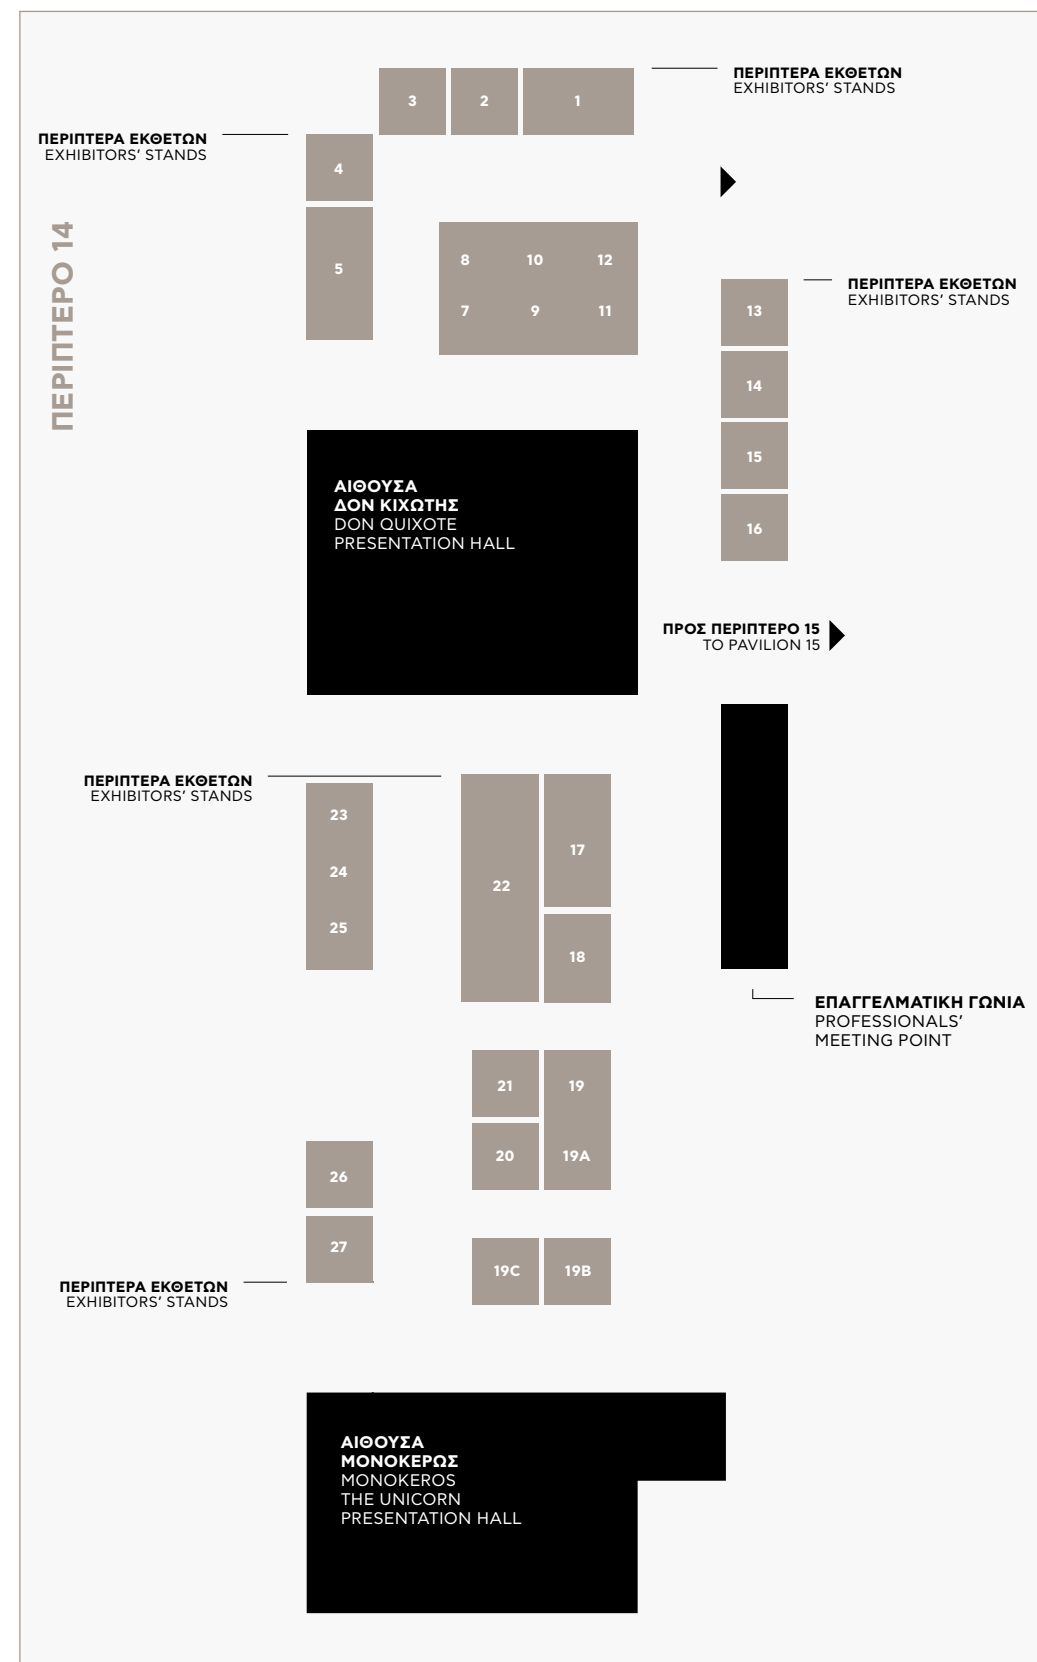 ΠΕΡΙΠΤΕΡΟ 14
3
2
1
ΠΕΡΙΠΤΕΡΑ ΕΚΘΕΤΩΝ
EXHIBITORS' STANDS
ΠΕΡΙΠΤΕΡΑ ΕΚΘΕΤΩΝ
EXHIBITORS' STANDS
4
5
8
10
12
7
9
11
ΠΕΡΙΠΤΕΡΑ ΕΚΘΕΤΩΝ
EXHIBITORS' STANDS
13
14
15
16
ΑΙΘΟΥΣΑ
ΔΟΝ ΚΙΧΩΤΗΣ
DON QUIXOTE
PRESENTATION HALL
ΠΡΟΣ ΠΕΡΙΠΤΕΡΟ 15
TO PAVILION 15
ΠΕΡΙΠΤΕΡΑ ΕΚΘΕΤΩΝ
EXHIBITORS' STANDS
23
24
25
22
17
18
ΕΠΑΓΓΕΛΜΑΤΙΚΗ ΓΩΝΙΑ
PROFESSIONALS'
MEETING POINT
21
19
20
19A
26
27
19C
19B
ΠΕΡΙΠΤΕΡΑ ΕΚΘΕΤΩΝ
EXHIBITORS' STANDS
ΑΙΘΟΥΣΑ
ΜΟΝΟΚΕΡΩΣ
MONOKEROS
THE UNICORN
PRESENTATION HALL